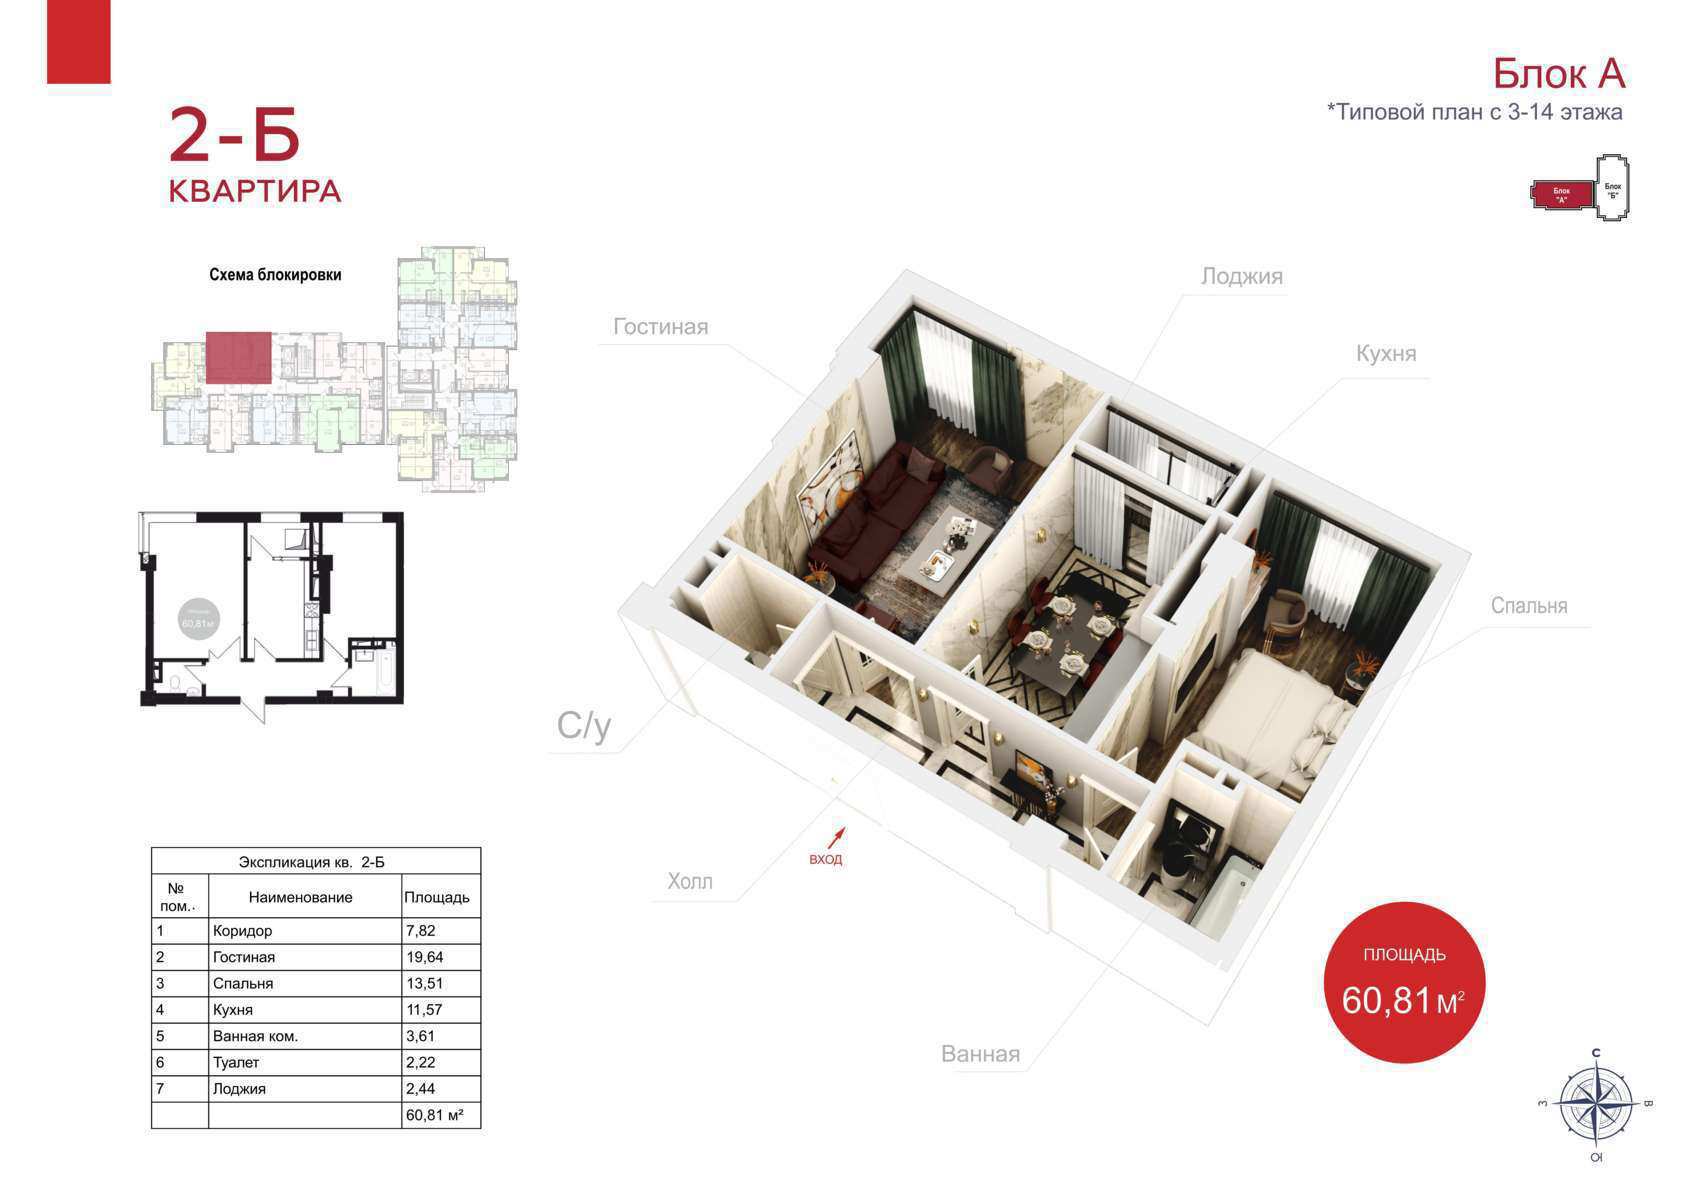 Блок А
*Типовой план с 3-14 этажа
2-Б
КВАРТИРА
Блок
"А"
Блок
"Б"
Схема блокировки
Лоджия
Гостиная
Кухня
Спальня
С/у
Холл
Ванная
ВХОД
60,81м
Экспликация кв. 2-Б
№ пом.. Наименование Площадь
1 Коридор 7,82
2 Гостиная 19,64
3 Спальня 13,51
4 Кухня 11,57
5 Ванная ком. 3,61
6 Туалет 2,22
7 Лоджия 2,44
60,81 м²
ПЛОЩАДЬ
60,81м²
С
З
В
Ю